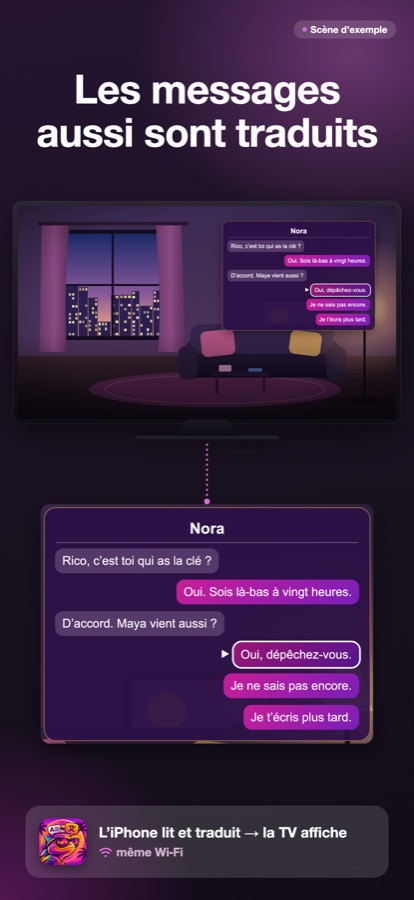 Scène d'exemple
Les messages
aussi sont traduits
Nora
Rico, c'est toi qui as la clé ?
Oui. Sois là-bas à vingt heures.
D'accord. Maya vient aussi ?
Oui, dépêchez-vous.
Je ne sais pas encore.
Je t'écris plus tard.
Nora
Rico, c'est toi qui as la clé ?
Oui. Sois là-bas à vingt heures.
D'accord. Maya vient aussi ?
Oui, dépêchez-vous.
Je ne sais pas encore.
Je t'écris plus tard.
L'iPhone lit et traduit → la TV affiche
même Wi-Fi